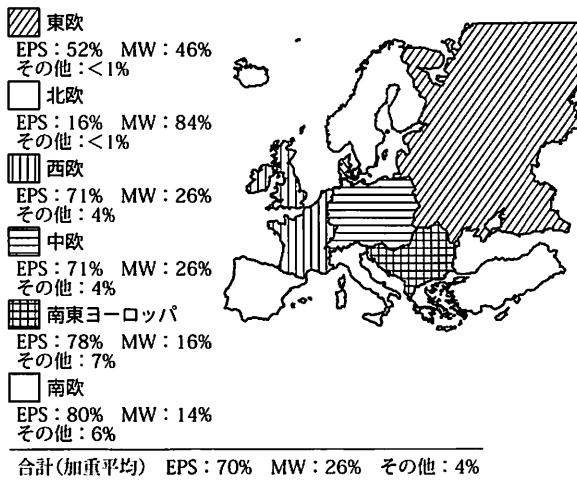 東欧
EPS：52%　MW：46%
その他：<1%
北欧
EPS：16%　MW：84%
その他：<1%
西欧
EPS：71%　MW：26%
その他：4%
中欧
EPS：71%　MW：26%
その他：4%
南東ヨーロッパ
EPS：78%　MW：16%
その他：7%
南欧
EPS：80%　MW：14%
その他：6%
合計(加重平均)　EPS：70%　MW：26%　その他：4%